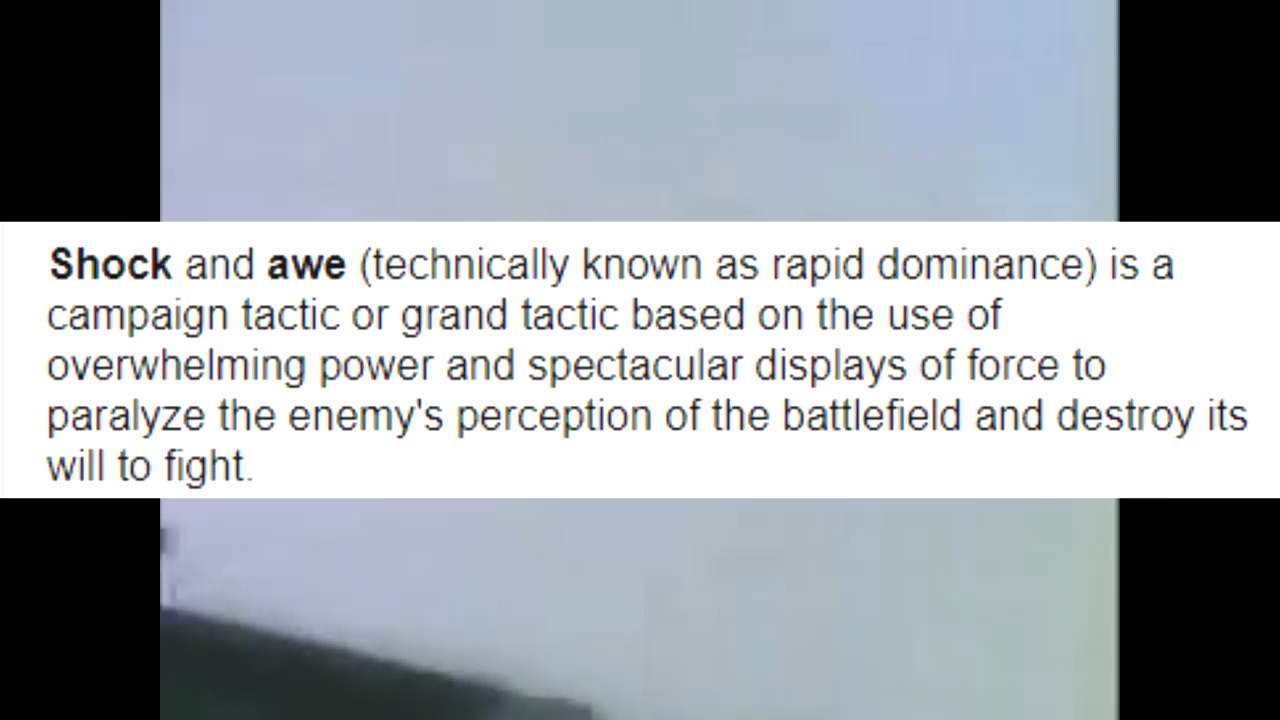 Shock and awe (technically known as rapid dominance) is a
campaign tactic or grand tactic based on the use of
overwhelming power and spectacular displays of force to
paralyze the enemy's perception of the battlefield and destroy its
will to fight.